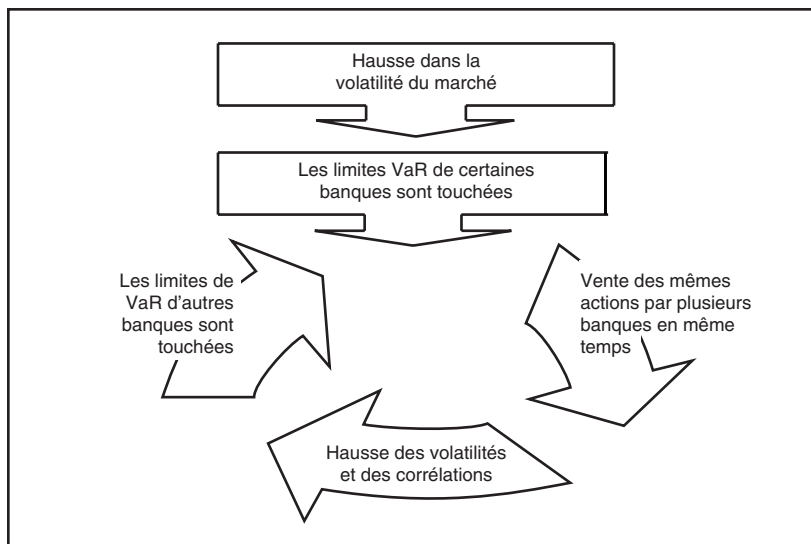 Hausse dans la
volatilité du marché
Les limites VaR de certaines
banques sont touchées
Vente des mêmes
actions par plusieurs
banques en même
temps
Hausse des volatilités
et des corrélations
Les limites de
VaR d'autres
banques sont
touchées